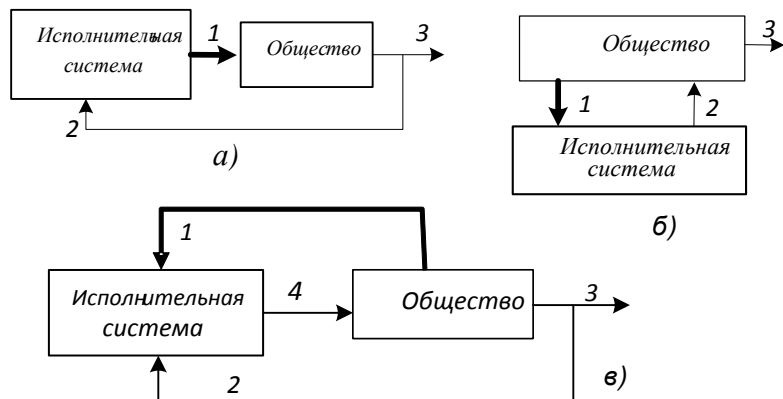 Исполнительная
система
1
Общество
3
2
а)
Общество
3
1
2
Исполнительная
система
б)
1
Исполнительная
система
4
Общество
3
2
в)